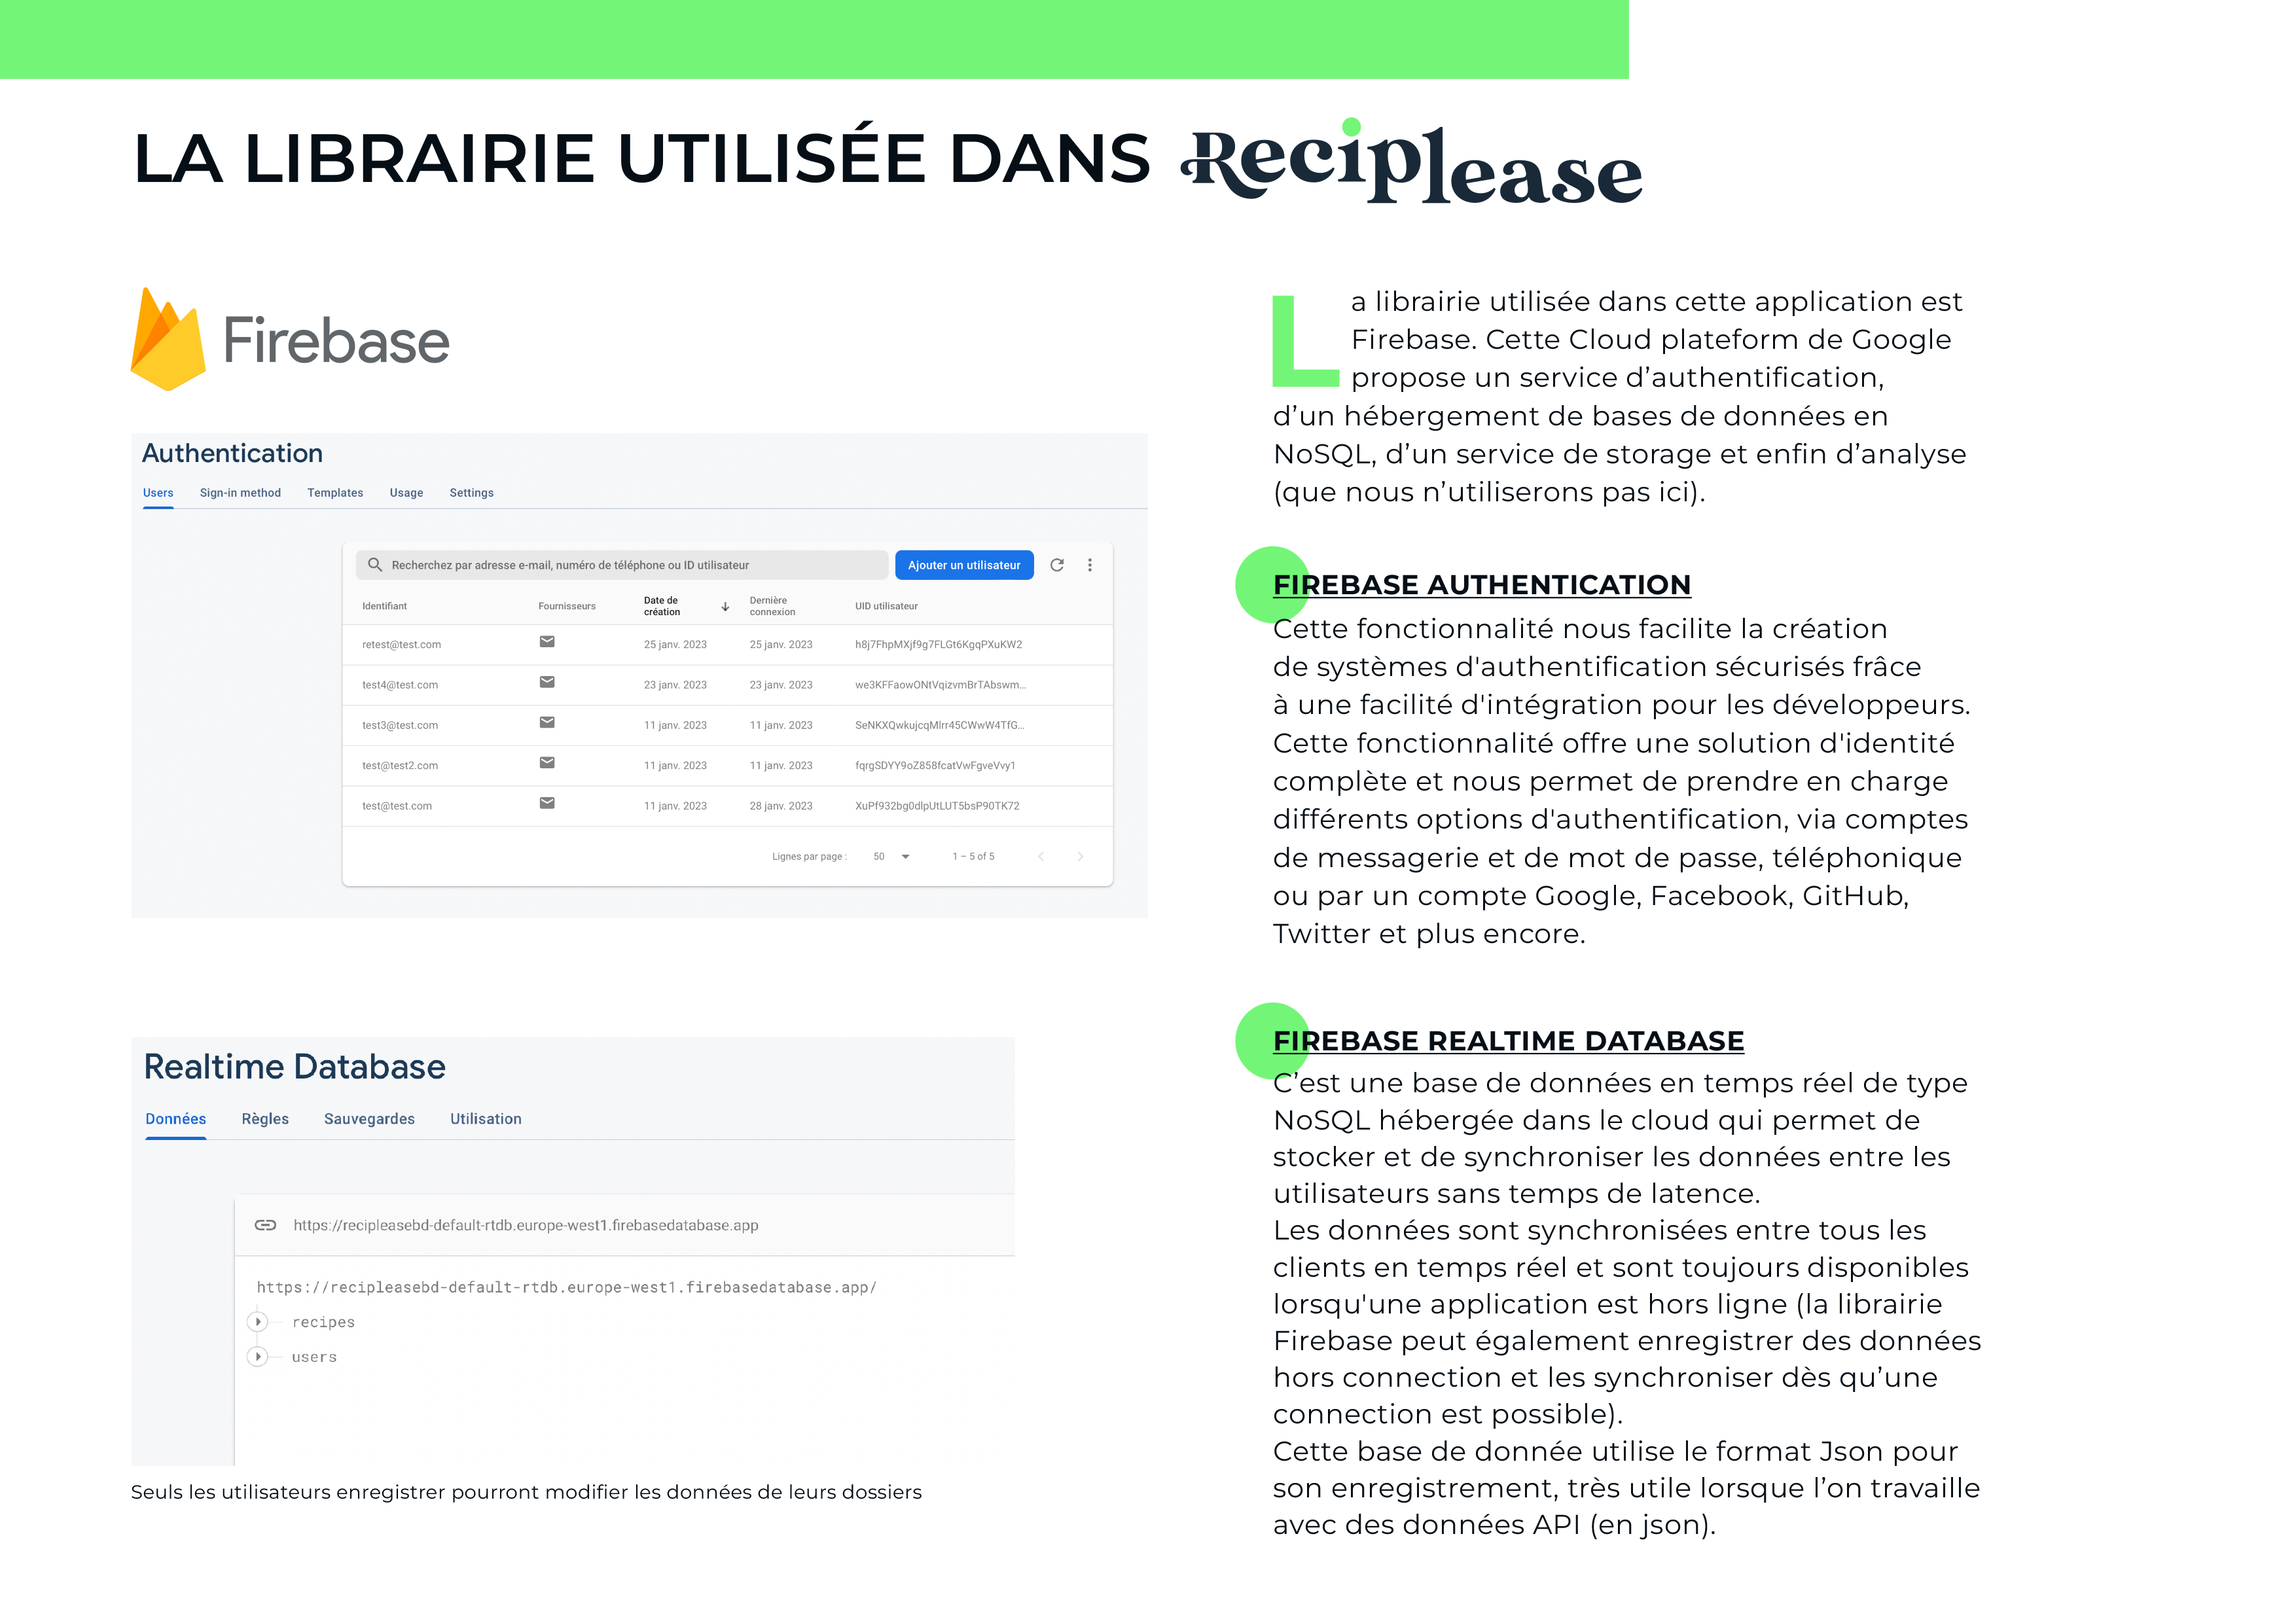 LA LIBRAIRIE UTILISÉE DANS Reciplease
Firebase
Authentication
Users Sign-in method Templates Usage Settings
Recherchez par adresse e-mail, numéro de téléphone ou ID utilisateur Ajouter un utilisateur
Identifiant Fournisseurs Date de création Dernière connexion UID utilisateur
retest@test.com 25 janv. 2023 25 janv. 2023 h8j7FhpMXjf9g7FLGt6KgqPXuKW2
test4@test.com 23 janv. 2023 23 janv. 2023 we3KFFaowONtVqizvmBrTAbswm...
test3@test.com 11 janv. 2023 11 janv. 2023 SeNKXQwkujcqMlrr45CWwW4TfG...
test@test2.com 11 janv. 2023 11 janv. 2023 fqrgSDYY9oZ858fcatVwFgveVvy1
test@test.com 11 janv. 2023 28 janv. 2023 XuPf932bg0dlpUtLUT5bsP90TK72
Lignes par page : 50 1 – 5 of 5
Realtime Database
Données Règles Sauvegardes Utilisation
https://recipleasebd-default-rtdb.europe-west1.firebasedatabase.app
https://recipleasebd-default-rtdb.europe-west1.firebasedatabase.app/
recipes
users
Seuls les utilisateurs enregistrer pourront modifier les données de leurs dossiers
La librairie utilisée dans cette application est
Firebase. Cette Cloud plateform de Google
propose un service d’authentification,
d’un hébergement de bases de données en
NoSQL, d’un service de storage et enfin d’analyse
(que nous n’utiliserons pas ici).
FIREBASE AUTHENTICATION
Cette fonctionnalité nous facilite la création
de systèmes d'authentification sécurisés frâce
à une facilité d'intégration pour les développeurs.
Cette fonctionnalité offre une solution d'identité
complète et nous permet de prendre en charge
différents options d'authentification, via comptes
de messagerie et de mot de passe, téléphonique
ou par un compte Google, Facebook, GitHub,
Twitter et plus encore.
FIREBASE REALTIME DATABASE
C’est une base de données en temps réel de type
NoSQL hébergée dans le cloud qui permet de
stocker et de synchroniser les données entre les
utilisateurs sans temps de latence.
Les données sont synchronisées entre tous les
clients en temps réel et sont toujours disponibles
lorsqu'une application est hors ligne (la librairie
Firebase peut également enregistrer des données
hors connection et les synchroniser dès qu’une
connection est possible).
Cette base de donnée utilise le format Json pour
son enregistrement, très utile lorsque l’on travaille
avec des données API (en json).